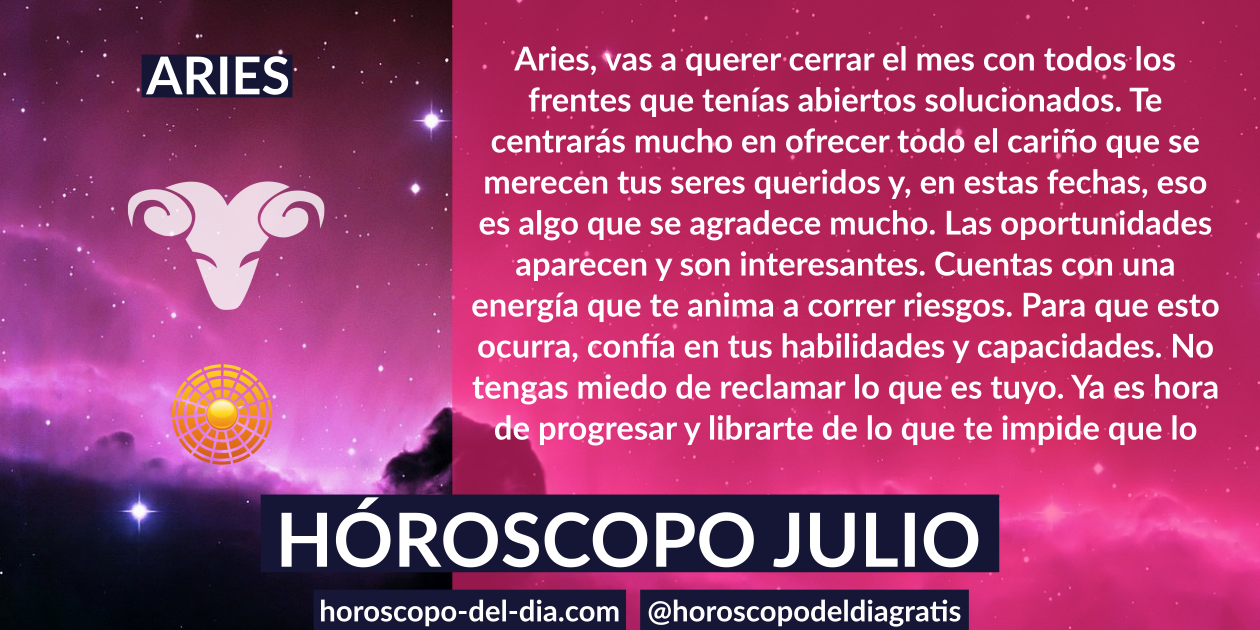 ARIES
Aries, vas a querer cerrar el mes con todos los
frentes que tenías abiertos solucionados. Te
centrarás mucho en ofrecer todo el cariño que se
merecen tus seres queridos y, en estas fechas, eso
es algo que se agradece mucho. Las oportunidades
aparecen y son interesantes. Cuentas con una
energía que te anima a correr riesgos. Para que esto
ocurra, confía en tus habilidades y capacidades. No
tengas miedo de reclamar lo que es tuyo. Ya es hora
de progresar y librarte de lo que te impide que lo
HÓROSCOPO JULIO
horoscopo-del-dia.com
@horoscopodeldiagratis